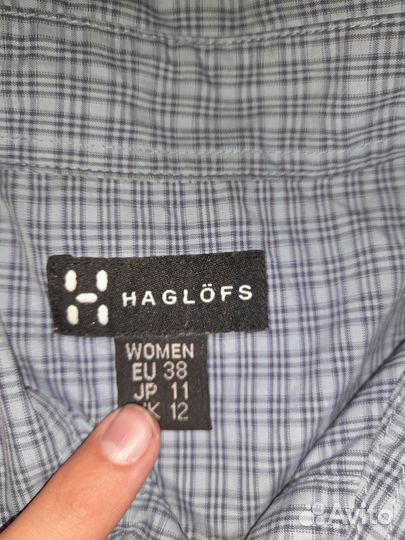 HAGLÖFS
WOMEN
EU 38
JP 11
12
Avito